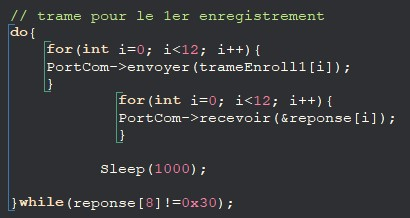 // trame pour le 1er enregistrement
do{
for(int i=0; i<12; i++){
PortCom->envoyer(trameEnroll1[i]);
}
for(int i=0; i<12; i++){
PortCom->recevoir(&reponse[i]);
}
Sleep(1000);
}while(reponse[8]!=0x30);